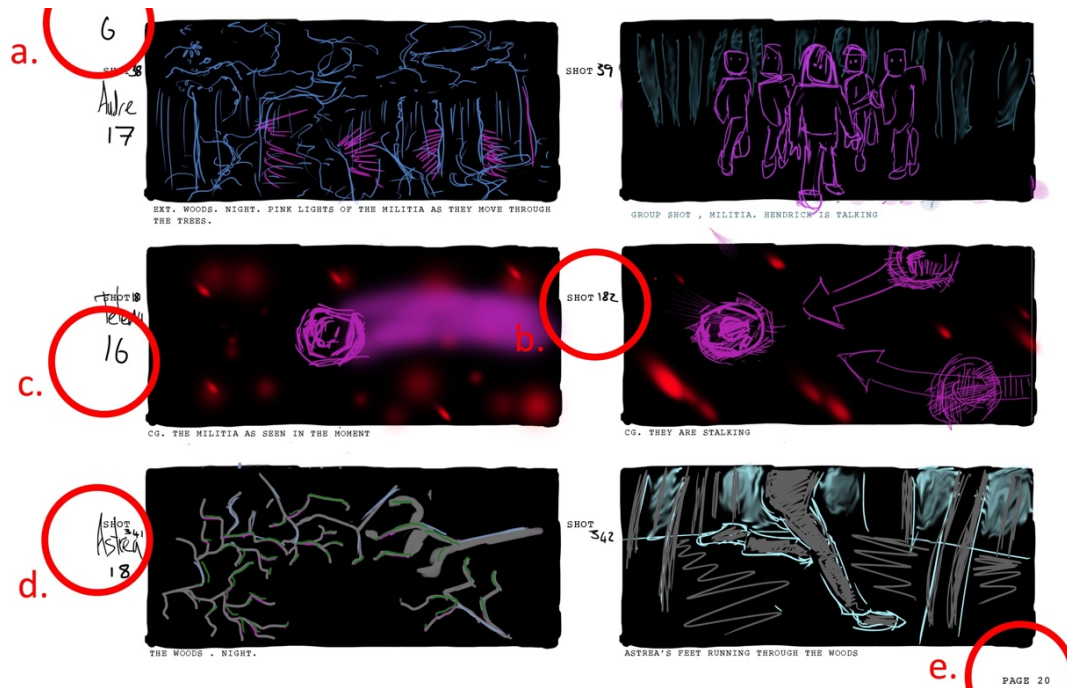 a.
6
SHOT 38
17
EXT. WOODS. NIGHT. PINK LIGHTS OF THE MILITIA AS THEY MOVE THROUGH
THE TREES.
SHOT 39
GROUP SHOT , MILITIA. HENDRICK IS TALKING
c.
SHOT
16
CG. THE MILITIA AS SEEN IN THE MOMENT
b.
SHOT 182
CG. THEY ARE STALKING
d.
SHOT
341
Astrea
18
THE WOODS . NIGHT.
SHOT
342
ASTREA'S FEET RUNNING THROUGH THE WOODS
e.
PAGE 20